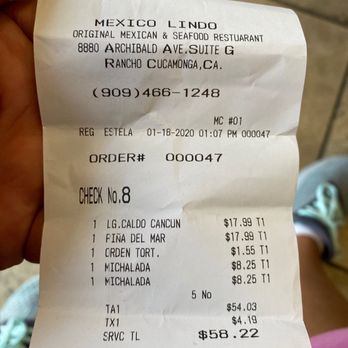 MEXICO LINDO
ORIGINAL MEXICAN & SEAFOOD RESTUARANT
8880 ARCHIBALD AVE.SUITE G
RANCHO CUCAMONGA,CA.
(909)466-1248
MC #01
REG ESTELA 01-18-2020 01:07 PM 000047
ORDER# 000047
CHECK No.8
1 LG.CALDO CANCUN $17.99 T1
1 PIÑA DEL MAR $17.99 T1
1 ORDEN TORT. $1.55 T1
1 MICHALADA $8.25 T1
1 MICHALADA $8.25 T1
5 No
TA1 $54.03
TX1 $4.19
SRVC TL $58.22